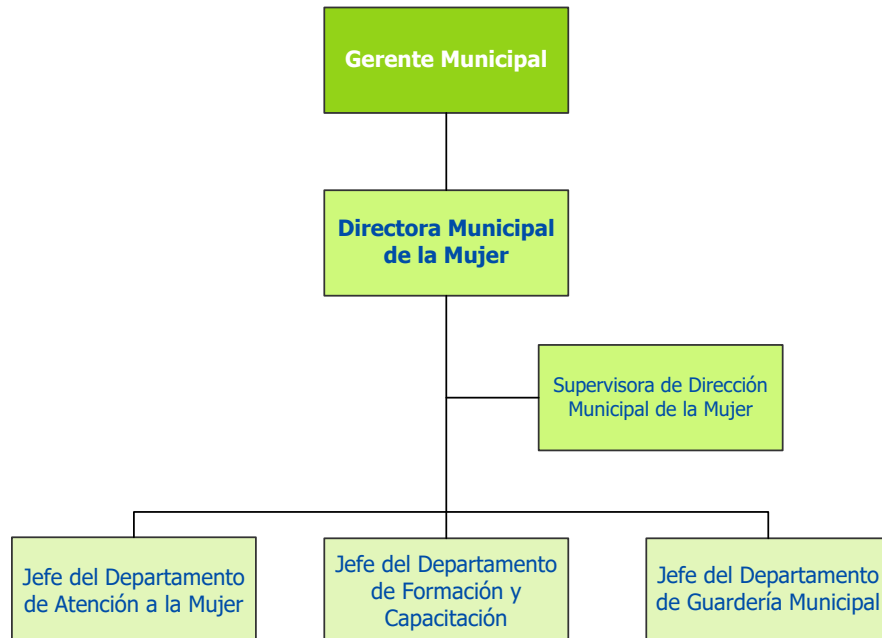 Gerente Municipal
Directora Municipal
de la Mujer
Supervisora de Dirección
Municipal de la Mujer
Jefe del Departamento
de Atención a la Mujer
Jefe del Departamento
de Formación y
Capacitación
Jefe del Departamento
de Guardería Municipal